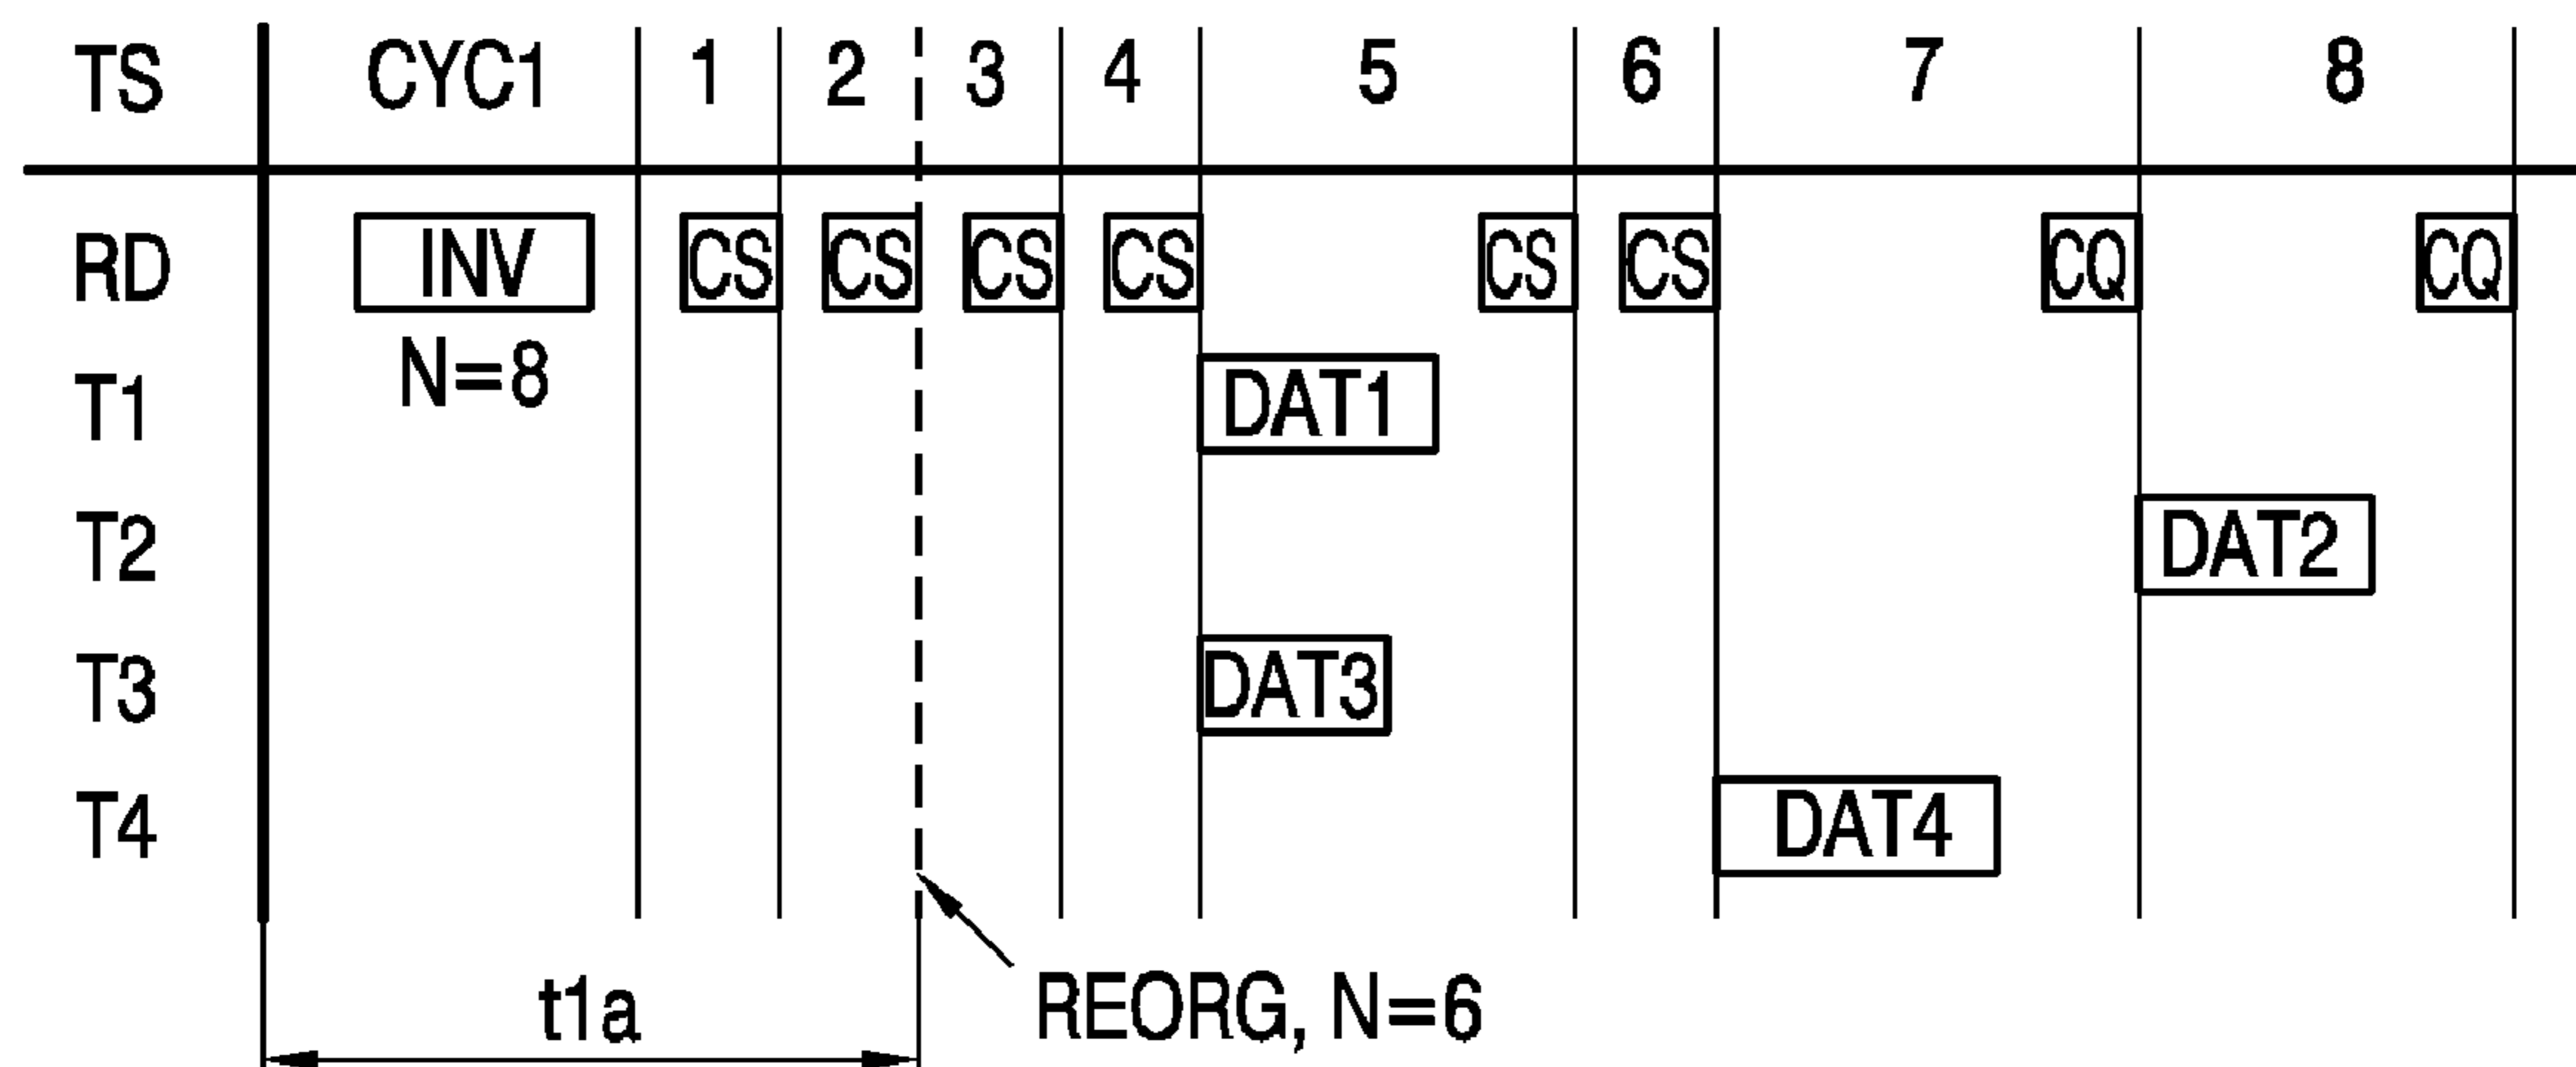 TS CYC1 1 2 3 4 5 6 7 8
RD INV CS CS CS CS CS CS CQ CQ
N=8
T1 DAT1
T2 DAT2
T3 DAT3
T4 DAT4
t1a REORG, N=6